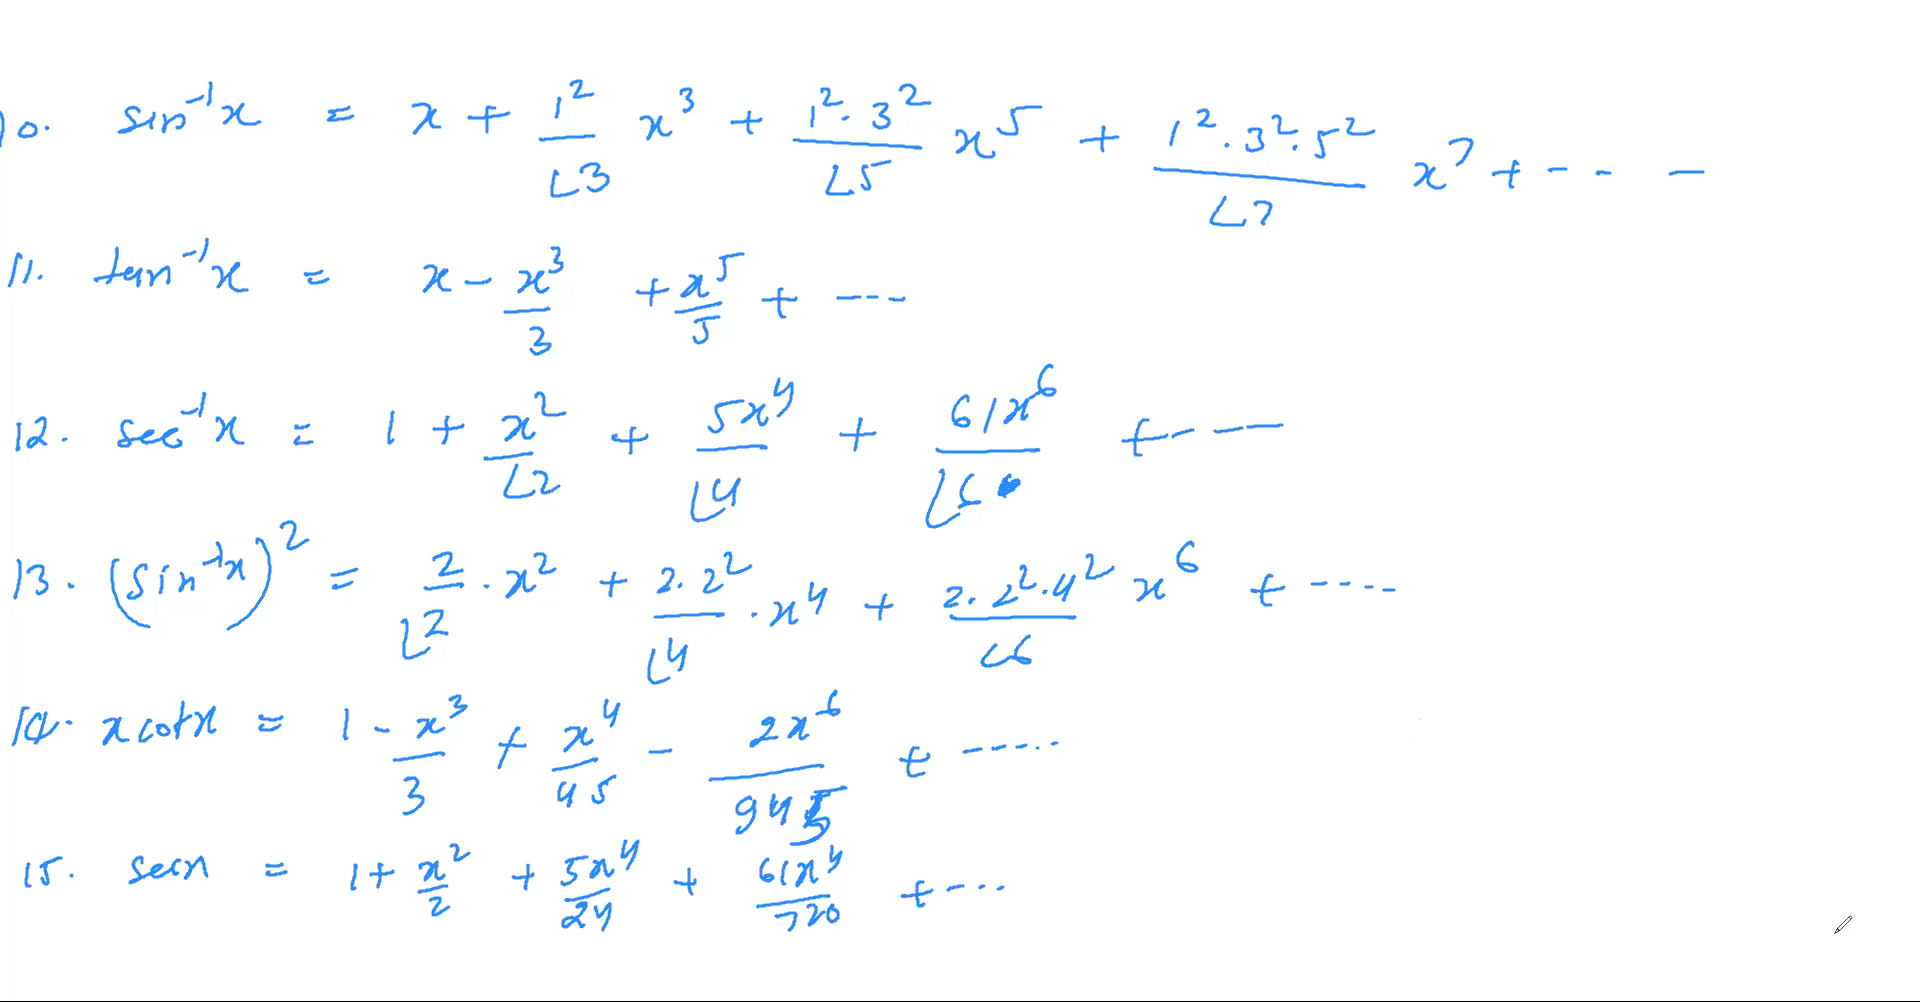 10. sin⁻¹x = x + 1²/∟3 x³ + 1².3²/∟5 x⁵ + 1².3².5²/∟7 x⁷ + --- -
11. tan⁻¹x = x - x³/3 + x⁵/5 + ---
12. sec⁻¹x = 1 + x²/∟2 + 5x⁴/∟4 + 61x⁶/∟6 + ----
13. (sin⁻¹x)² = 2/∟2 . x² + 2.2²/∟4 . x⁴ + 2.2².4²/∟6 x⁶ + ----
14. x cotx = 1 - x³/3 + x⁴/45 - 2x⁶/945 + -----
15. secx = 1 + x²/2 + 5x⁴/24 + 61x⁴/720 + ---